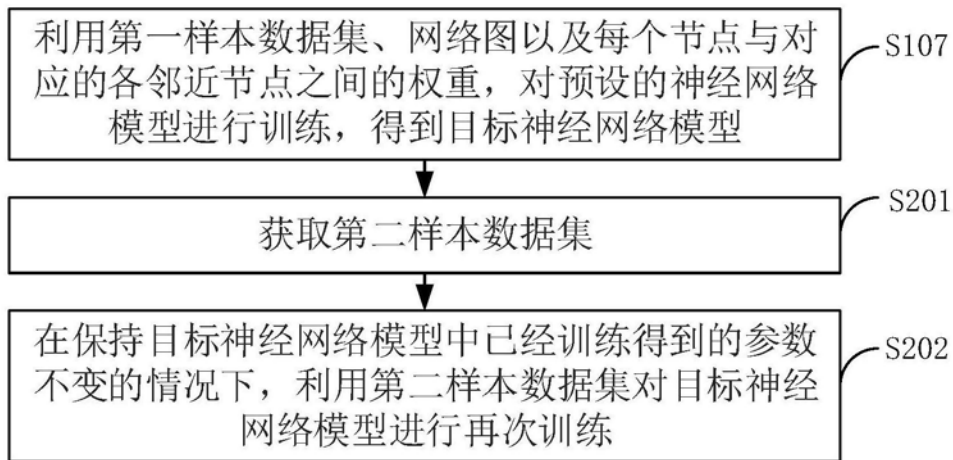 利用第一样本数据集、网络图以及每个节点与对
应的各邻近节点之间的权重，对预设的神经网络
模型进行训练，得到目标神经网络模型
S107
获取第二样本数据集
S201
在保持目标神经网络模型中已经训练得到的参数
不变的情况下，利用第二样本数据集对目标神经
网络模型进行再次训练
S202